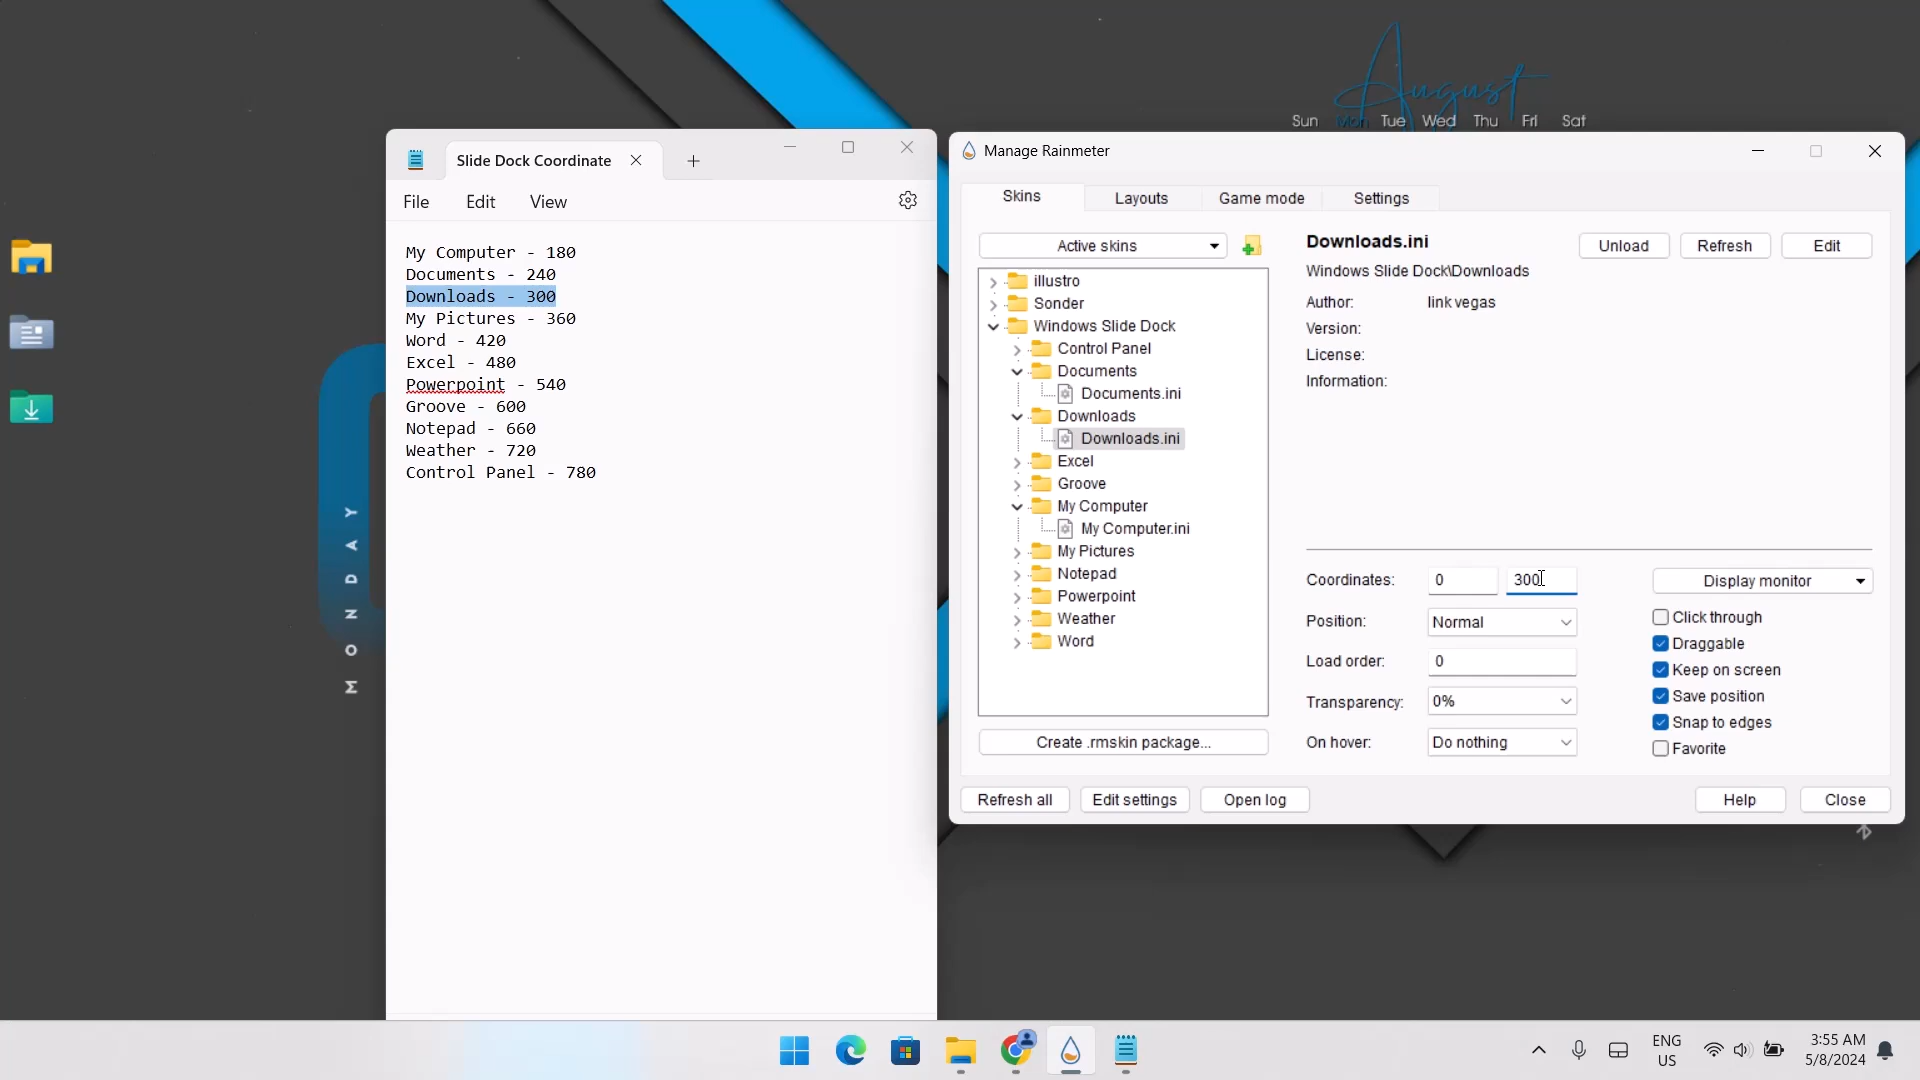 August
Sun Mon Tue Wed Thu Fri Sat
MONDAY
Slide Dock Coordinate
File Edit View
My Computer - 180
Documents - 240
Downloads - 300
My Pictures - 360
Word - 420
Excel - 480
Powerpoint - 540
Groove - 600
Notepad - 660
Weather - 720
Control Panel - 780
Manage Rainmeter
Skins Layouts Game mode Settings
Active skins
illustro
Sonder
Windows Slide Dock
Control Panel
Documents
Documents.ini
Downloads
Downloads.ini
Excel
Groove
My Computer
My Computer.ini
My Pictures
Notepad
Powerpoint
Weather
Word
Create .rmskin package...
Downloads.ini
Unload Refresh Edit
Windows Slide Dock\Downloads
Author: link vegas
Version:
License:
Information:
Coordinates: 0 300
Display monitor
Position: Normal
Load order: 0
Transparency: 0%
On hover: Do nothing
Click through
Draggable
Keep on screen
Save position
Snap to edges
Favorite
Refresh all Edit settings Open log Help Close
ENG
US
3:55 AM
5/8/2024